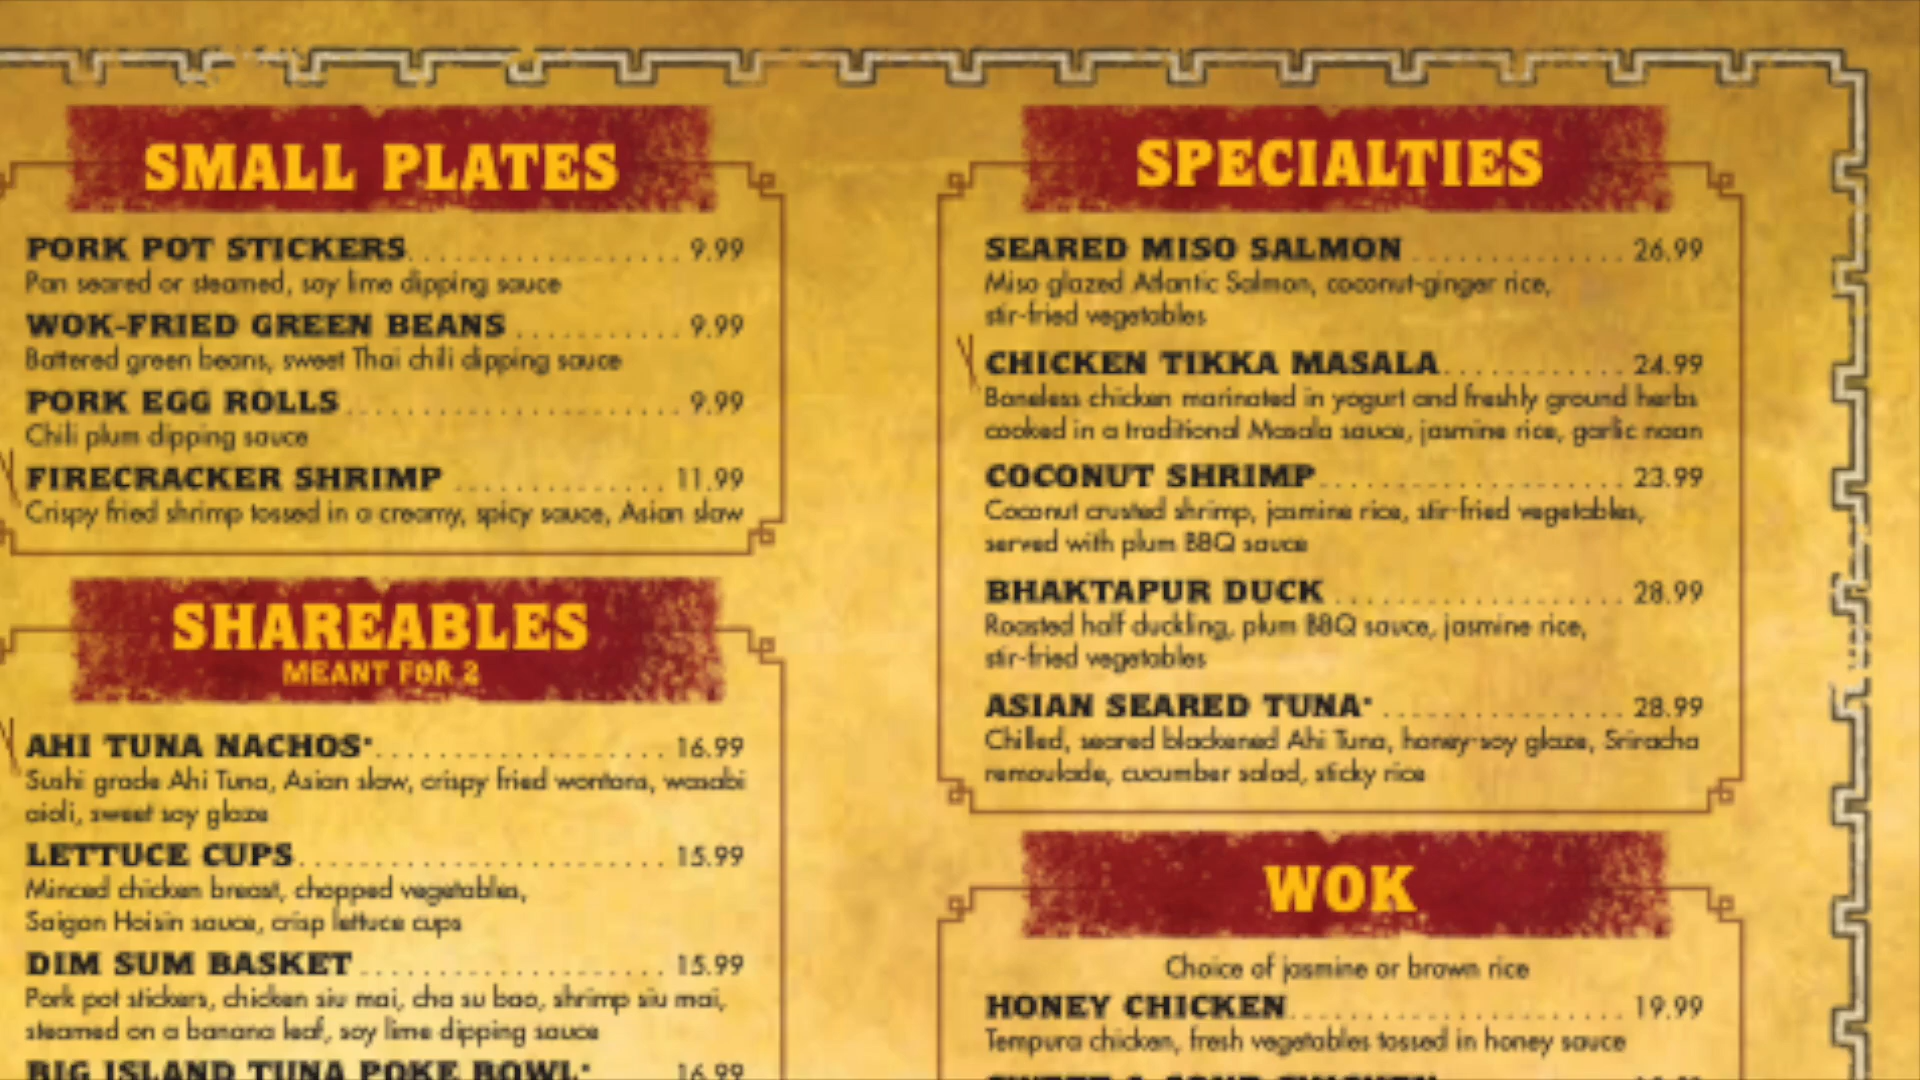 SMALL PLATES
PORK POT STICKERS. . . . . . . . . . . . . . . . . . . 9.99
Pan seared or steamed, soy lime dipping sauce
WOK-FRIED GREEN BEANS . . . . . . . . . . . . 9.99
Battered green beans, sweet Thai chili dipping sauce
PORK EGG ROLLS . . . . . . . . . . . . . . . . . . . . . . . 9.99
Chili plum dipping sauce
FIRECRACKER SHRIMP . . . . . . . . . . . . . . . 11.99
Crispy fried shrimp tossed in a creamy, spicy sauce, Asian slaw
SHAREABLES
MEANT FOR 2
AHI TUNA NACHOS* . . . . . . . . . . . . . . . . . . . . 16.99
Sushi grade Ahi Tuna, Asian slaw, crispy fried wontons, wasabi
aioli, sweet soy glaze
LETTUCE CUPS . . . . . . . . . . . . . . . . . . . . . . . . . 15.99
Minced chicken breast, chopped vegetables,
Saigon Hoisin sauce, crisp lettuce cups
DIM SUM BASKET . . . . . . . . . . . . . . . . . . . . . 15.99
Pork pot stickers, chicken siu mai, cha su bao, shrimp siu mai,
steamed on a banana leaf, soy lime dipping sauce
BIG ISLAND TUNA POKE BOWL* . . . . . 16.99
SPECIALTIES
SEARED MISO SALMON . . . . . . . . . . . . . . . 26.99
Miso glazed Atlantic Salmon, coconut-ginger rice,
stir-fried vegetables
CHICKEN TIKKA MASALA . . . . . . . . . . . . . 24.99
Boneless chicken marinated in yogurt and freshly ground herbs
cooked in a traditional Masala sauce, jasmine rice, garlic naan
COCONUT SHRIMP . . . . . . . . . . . . . . . . . . . . . 23.99
Coconut crusted shrimp, jasmine rice, stir-fried vegetables,
served with plum BBQ sauce
BHAKTAPUR DUCK . . . . . . . . . . . . . . . . . . . . 28.99
Roasted half duckling, plum BBQ sauce, jasmine rice,
stir-fried vegetables
ASIAN SEARED TUNA* . . . . . . . . . . . . . . . . . 28.99
Chilled, seared blackened Ahi Tuna, honey-soy glaze, Sriracha
remoulade, cucumber salad, sticky rice
WOK
Choice of jasmine or brown rice
HONEY CHICKEN . . . . . . . . . . . . . . . . . . . . . . . 19.99
Tempura chicken, fresh vegetables tossed in honey sauce